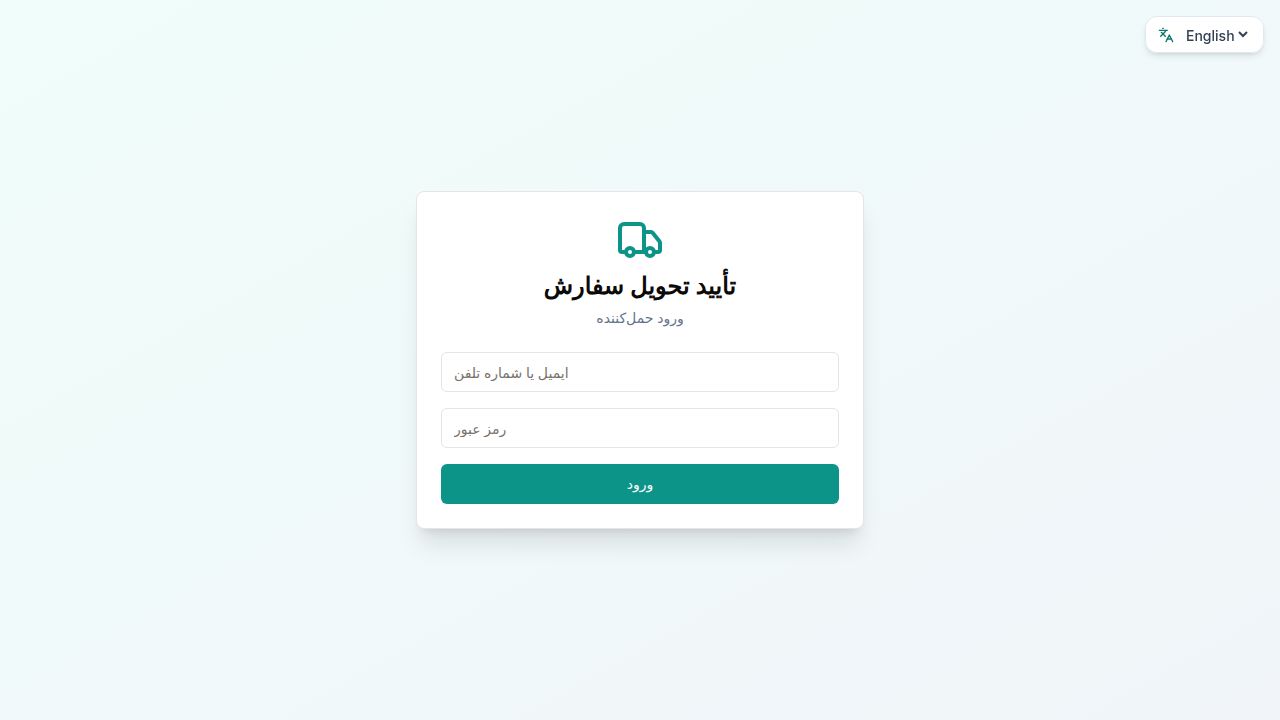 English
تأیید تحویل سفارش
ورود حمل‌کننده
ایمیل یا شماره تلفن
رمز عبور
ورود